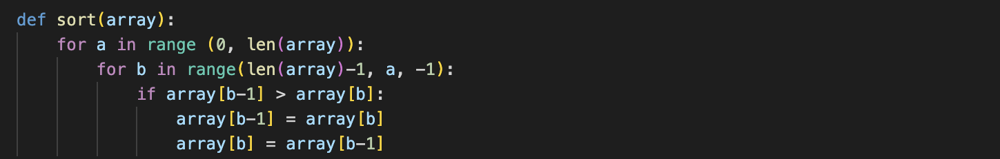 def sort(array):
    for a in range (0, len(array)):
        for b in range(len(array)-1, a, -1):
            if array[b-1] > array[b]:
                array[b-1] = array[b]
                array[b] = array[b-1]